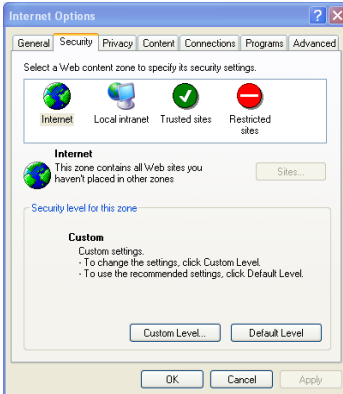 Internet Options
General Security Privacy Content Connections Programs Advanced
Select a Web content zone to specify its security settings.
Internet Local intranet Trusted sites Restricted sites
Internet
This zone contains all Web sites you
haven't placed in other zones
Sites...
Security level for this zone
Custom
Custom settings.
- To change the settings, click Custom Level.
- To use the recommended settings, click Default Level.
Custom Level... Default Level
OK Cancel Apply